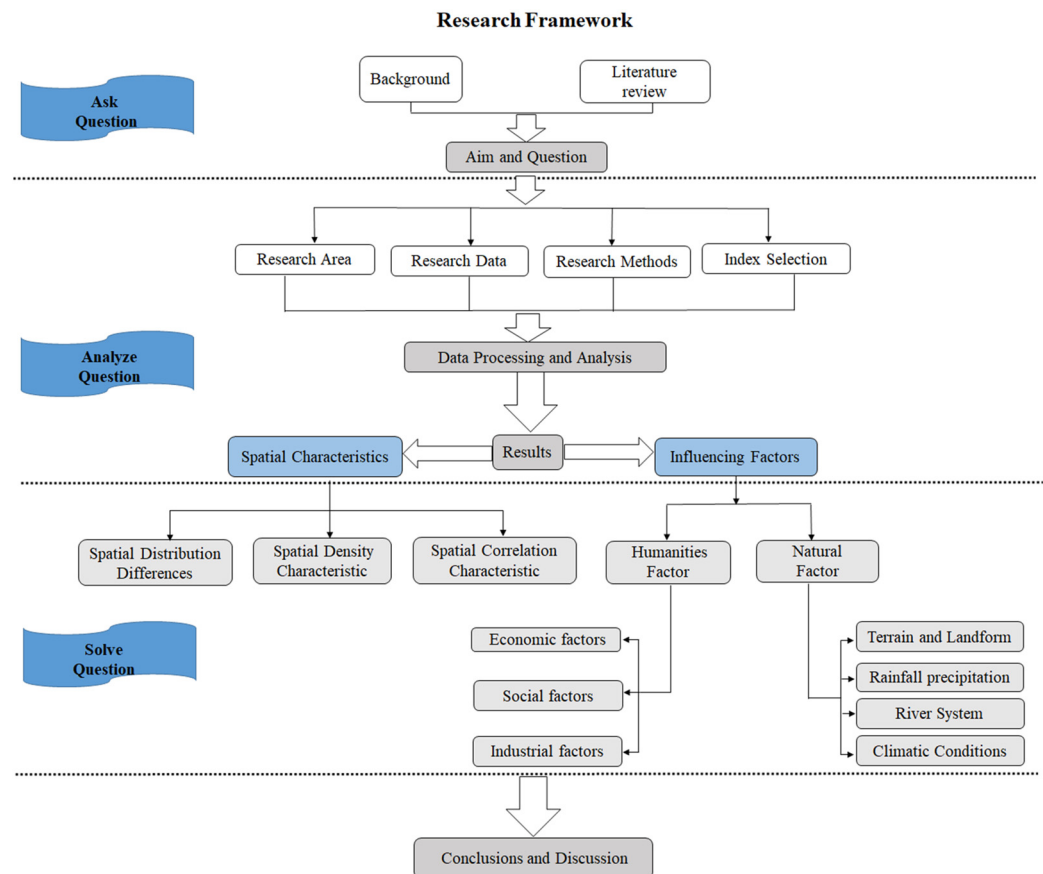 Research Framework
Background
Literature
review
Ask
Question
Aim and Question
Research Area
Research Data
Research Methods
Index Selection
Analyze
Question
Data Processing and Analysis
Spatial Characteristics
Results
Influencing Factors
Spatial Distribution
Differences
Spatial Density
Characteristic
Spatial Correlation
Characteristic
Humanities
Factor
Natural
Factor
Solve
Question
Economic factors
Social factors
Industrial factors
Terrain and Landform
Rainfall precipitation
River System
Climatic Conditions
Conclusions and Discussion